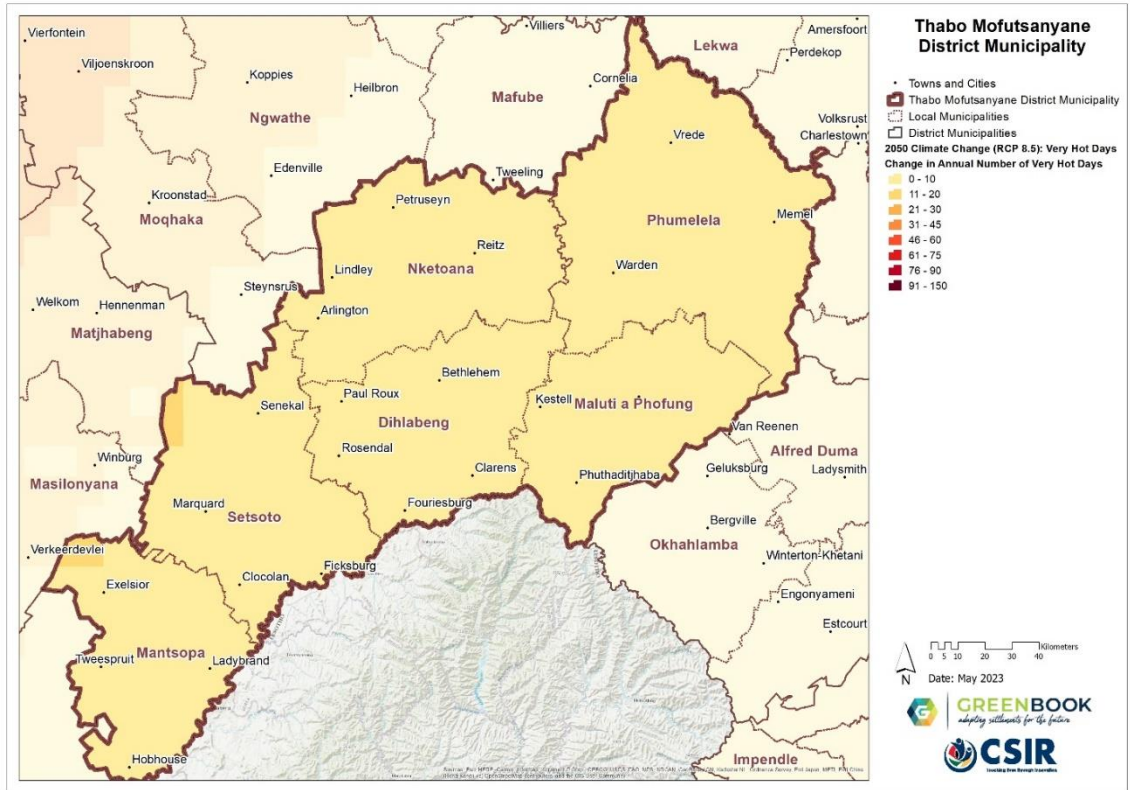 Thabo Mofutsanyane
District Municipality
Towns and Cities
Thabo Mofutsanyane District Municipality
Local Municipalities
District Municipalities
2050 Climate Change (RCP 8.5): Very Hot Days
Change in Annual Number of Very Hot Days
0 - 10
11 - 20
21 - 30
31 - 45
46 - 60
61 - 75
76 - 90
91 - 150
Vierfontein
Viljoenskroon
Koppies
Heilbron
Ngwathe
Villiers
Mafube
Cornelia
Lekwa
Amersfoort
Perdekop
Volksrust
Charlestown
Edenville
Kroonstad
Moqhaka
Tweeling
Vrede
Petruseyn
Phumelela
Memel
Reitz
Nketoana
Lindley
Warden
Steynsrus
Arlington
Welkom
Hennenman
Matjhabeng
Bethlehem
Paul Roux
Kestell
Maluti a Phofung
Senekal
Dihlabeng
Van Reenen
Alfred Duma
Rosendal
Winburg
Masilonyana
Clarens
Phuthaditjhaba
Geluksburg
Ladysmith
Marquard
Setsoto
Fouriesburg
Bergville
Okhahlamba
Verkeerdevlei
Winterton-Khetani
Exelsior
Clocolan
Ficksburg
Engonyameni
Estcourt
Mantsopa
Tweespruit
Ladybrand
Hobhouse
Impendle
Kilometers
0 5 10 20 30 40
N
Date: May 2023
GREENBOOK
adapting settlements for the future
CSIR
Touching lives through innovation